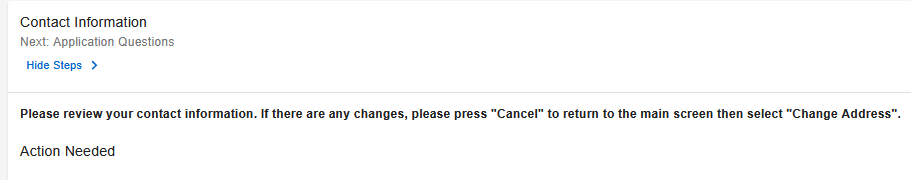 Contact Information
Next: Application Questions
Hide Steps
Please review your contact information. If there are any changes, please press "Cancel" to return to the main screen then select "Change Address".
Action Needed